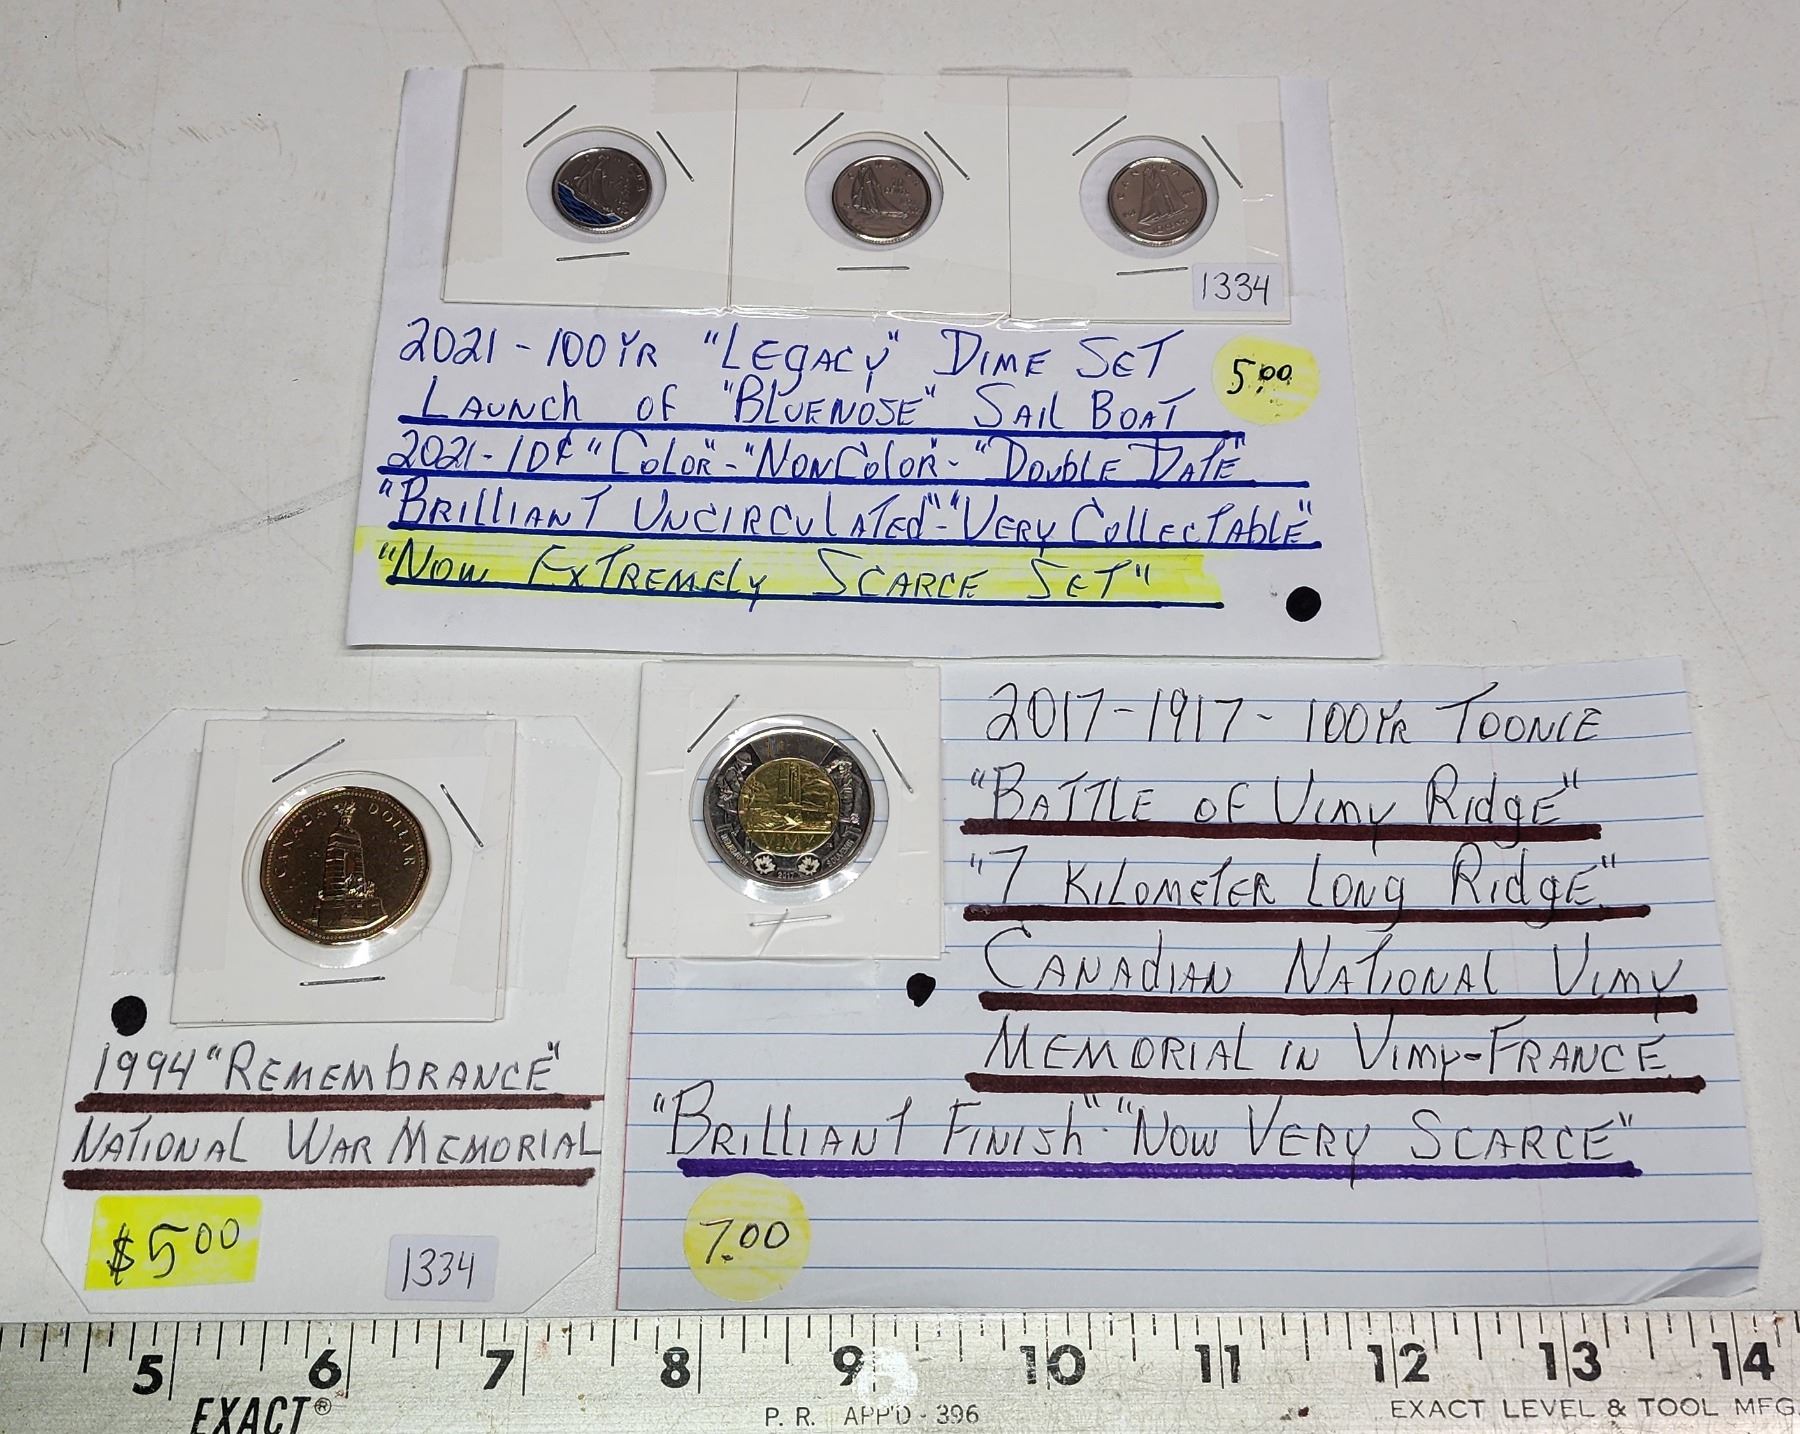 1334
2021-100YR "LEGACY" DIME SET
5.00
LAUNCH OF "BLUENOSE" SAIL BOAT
2021-10¢ "COLOR"-"NONCOLOR"-"DOUBLE DATE"
"BRILLIANT UNCIRCULATED"-"VERY COLLECTABLE"
"NOW EXTREMELY SCARCE SET"
CANADA DOLLAR
1994 "REMEMBRANCE"
NATIONAL WAR MEMORIAL
$5.00
1334
VIMY
2017
2017-1917-100YR TOONIE
"BATTLE OF VIMY RIDGE"
"7 KILOMETER LONG RIDGE"
CANADIAN NATIONAL VIMY
MEMORIAL IN VIMY-FRANCE
"BRILLIANT FINISH"-"NOW VERY SCARCE"
7.00
5 6 7 8 9 10 11 12 13 14
EXACT® P. R. APP'D - 396 EXACT LEVEL & TOOL MFG.